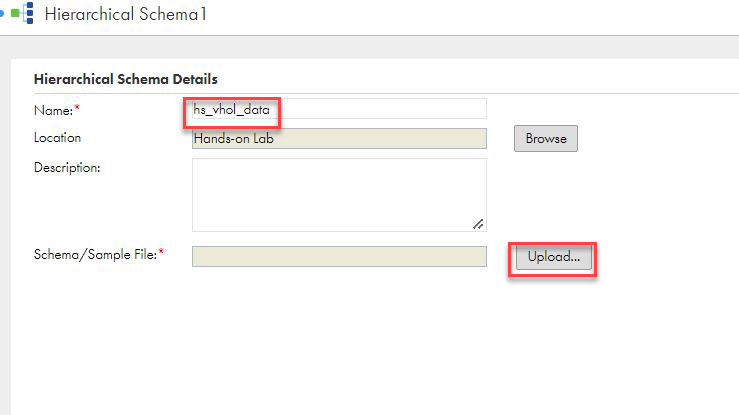 Hierarchical Schema1
Hierarchical Schema Details
Name:* hs_vhol_data
Location Hands-on Lab Browse
Description:
Schema/Sample File:* Upload...